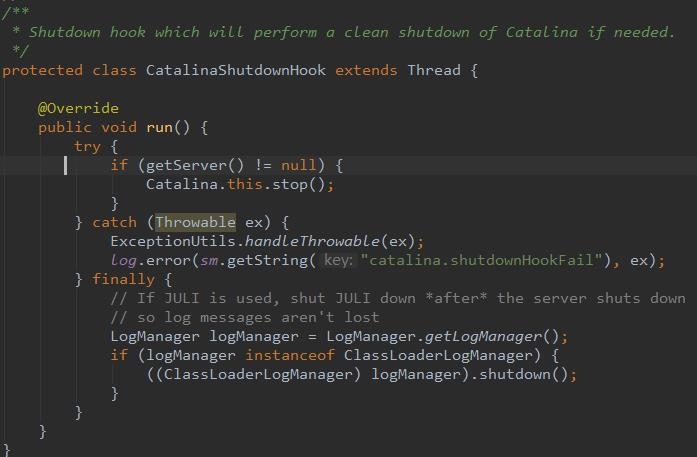 /**
 * Shutdown hook which will perform a clean shutdown of Catalina if needed.
 */
protected class CatalinaShutdownHook extends Thread {
    @Override
    public void run() {
        try {
            if (getServer() != null) {
                Catalina.this.stop();
            }
        } catch (Throwable ex) {
            ExceptionUtils.handleThrowable(ex);
            log.error(sm.getString( key: "catalina.shutdownHookFail"), ex);
        } finally {
            // If JULI is used, shut JULI down *after* the server shuts down
            // so log messages aren't lost
            LogManager logManager = LogManager.getLogManager();
            if (logManager instanceof ClassLoaderLogManager) {
                ((ClassLoaderLogManager) logManager).shutdown();
            }
        }
    }
}